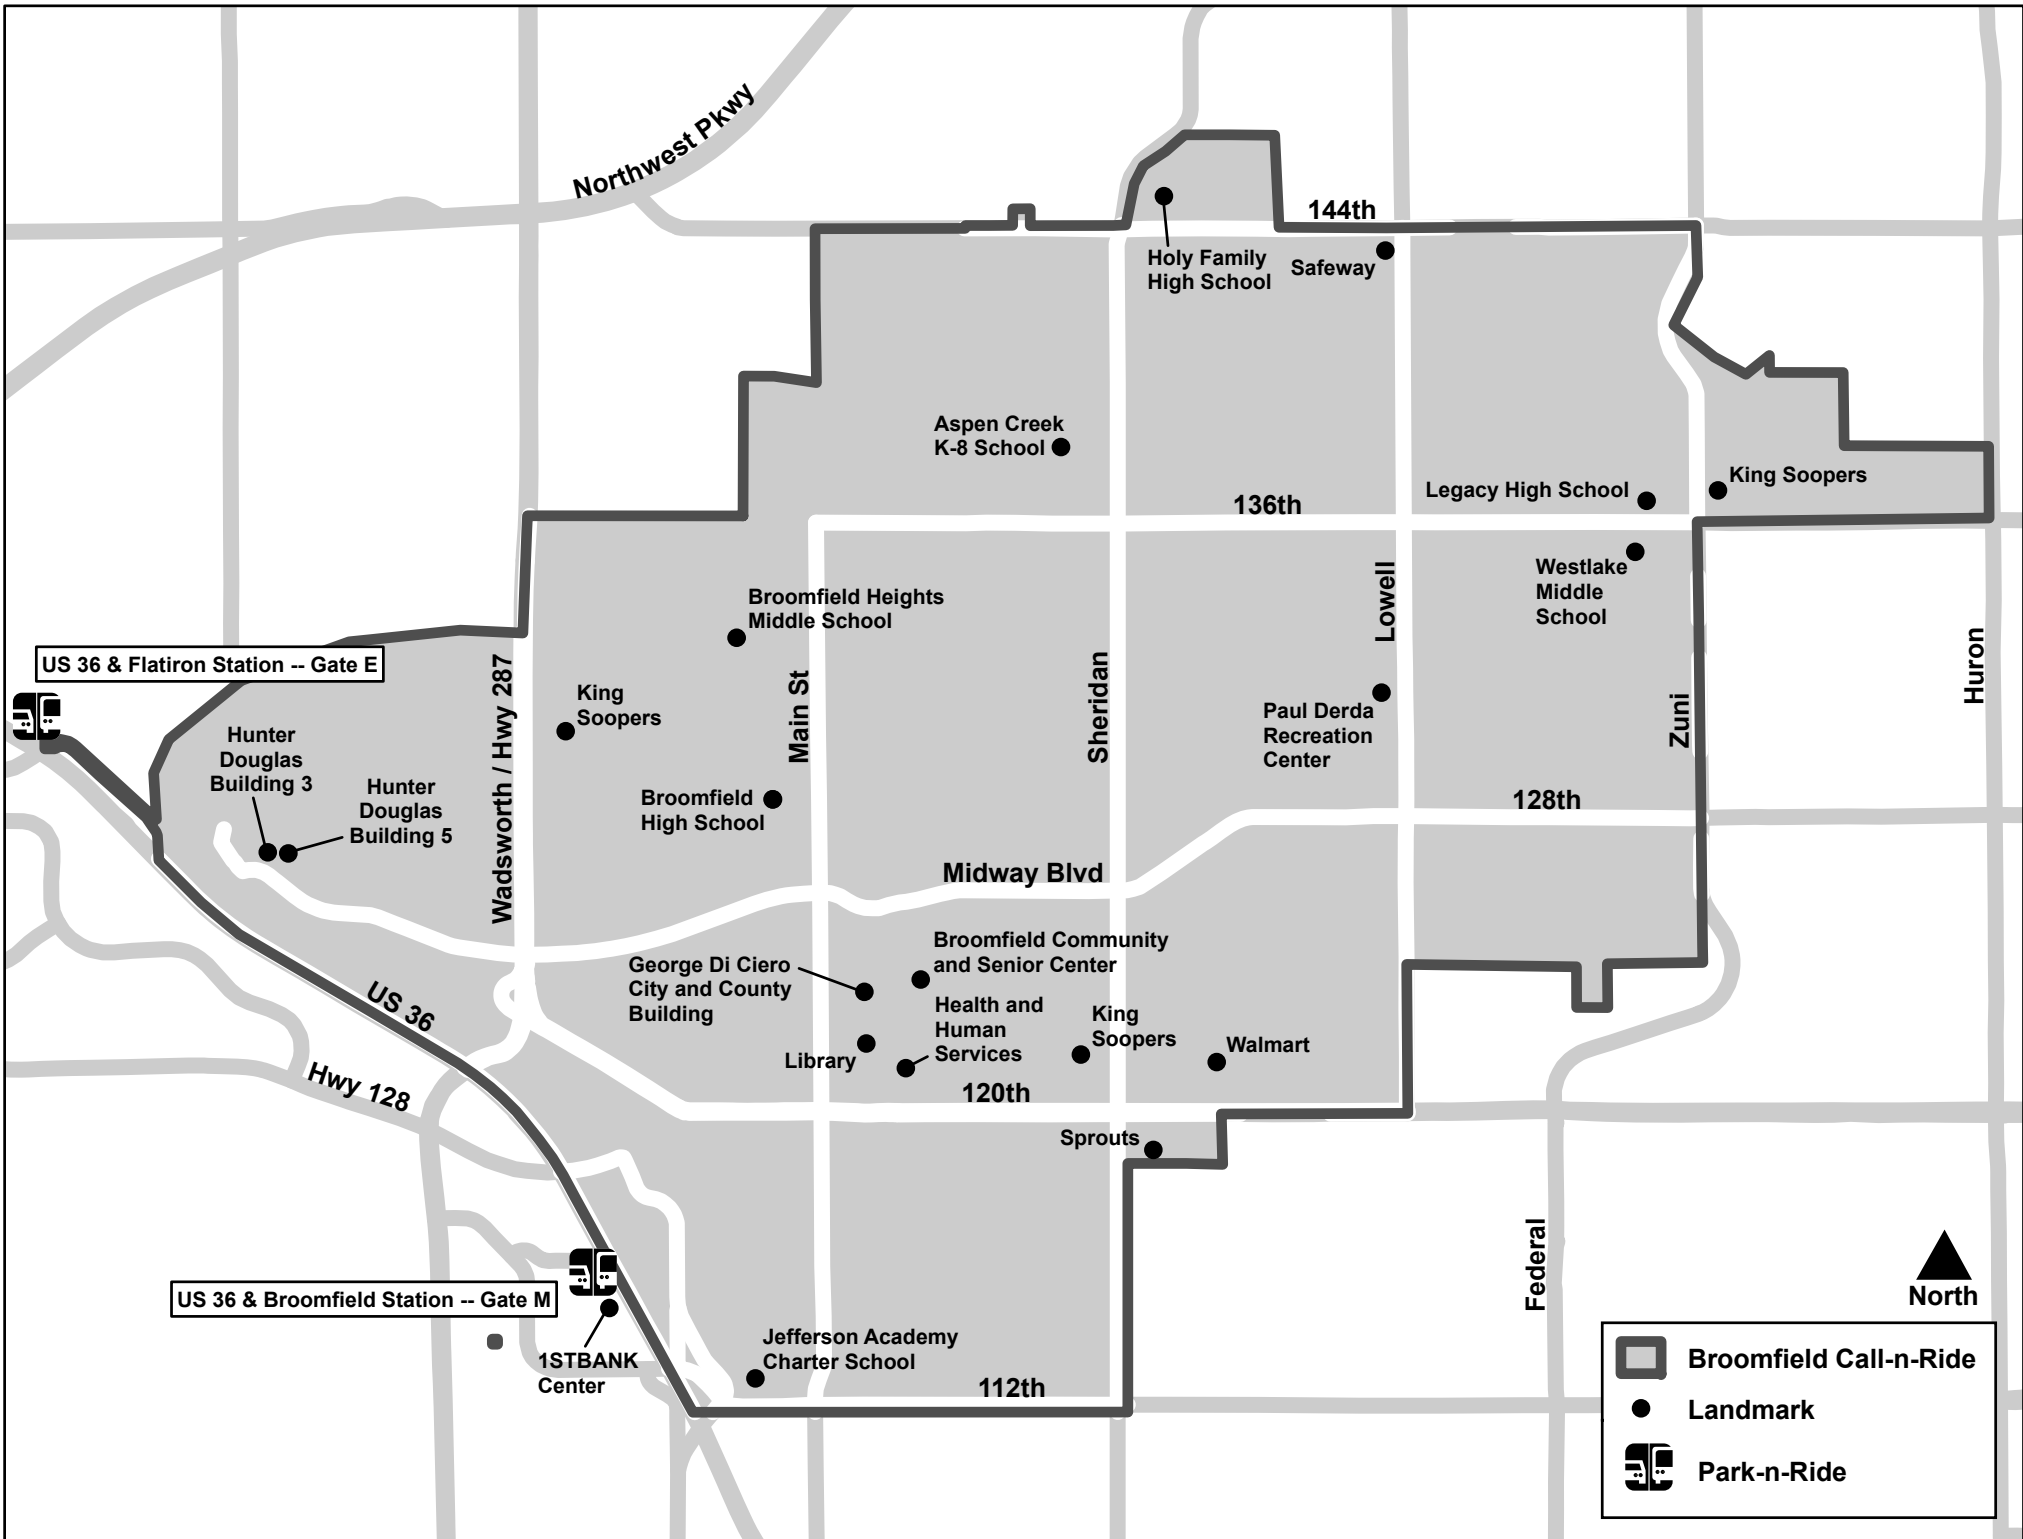 Northwest Pkwy
144th
Holy Family
High School
Safeway
Aspen Creek
K-8 School
136th
Legacy High School
King Soopers
Westlake
Middle
School
Broomfield Heights
Middle School
Lowell
Huron
US 36 & Flatiron Station -- Gate E
Wadsworth / Hwy 287
King
Soopers
Main St
Sheridan
Zuni
Paul Derda
Recreation
Center
Hunter
Douglas
Building 3
Hunter
Douglas
Building 5
Broomfield
High School
128th
Midway Blvd
Broomfield Community
and Senior Center
George Di Ciero
City and County
Building
Health and
Human
Services
King
Soopers
Walmart
Library
US 36
Hwy 128
120th
Sprouts
Federal
North
US 36 & Broomfield Station -- Gate M
1STBANK
Center
Jefferson Academy
Charter School
112th
Broomfield Call-n-Ride
Landmark
Park-n-Ride